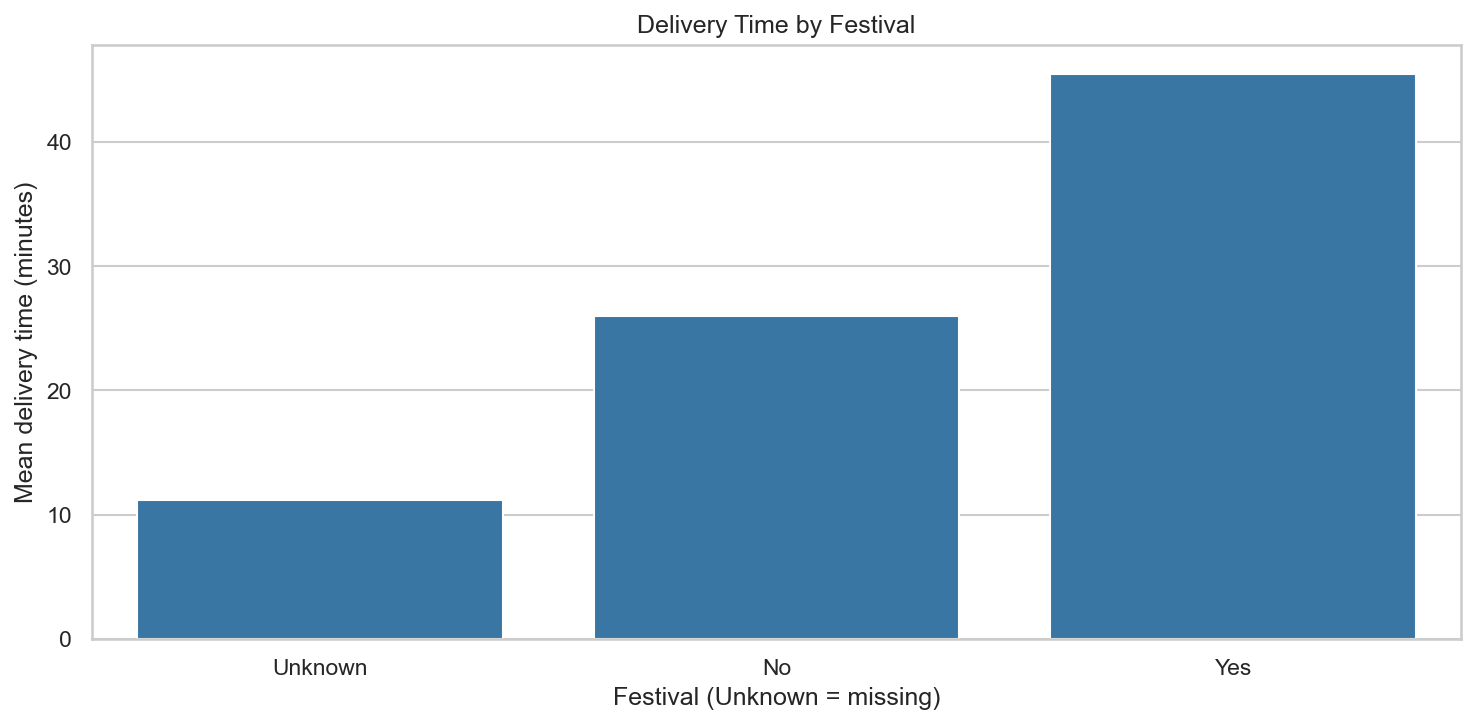 Delivery Time by Festival
Mean delivery time (minutes)
40
30
20
10
0
Unknown
No
Yes
Festival (Unknown = missing)